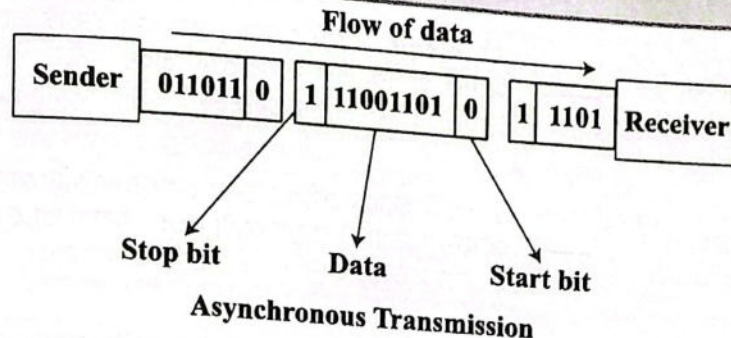 Flow of data
Sender 011011 0 1 11001101 0 1 1101 Receiver
Stop bit Data Start bit
Asynchronous Transmission